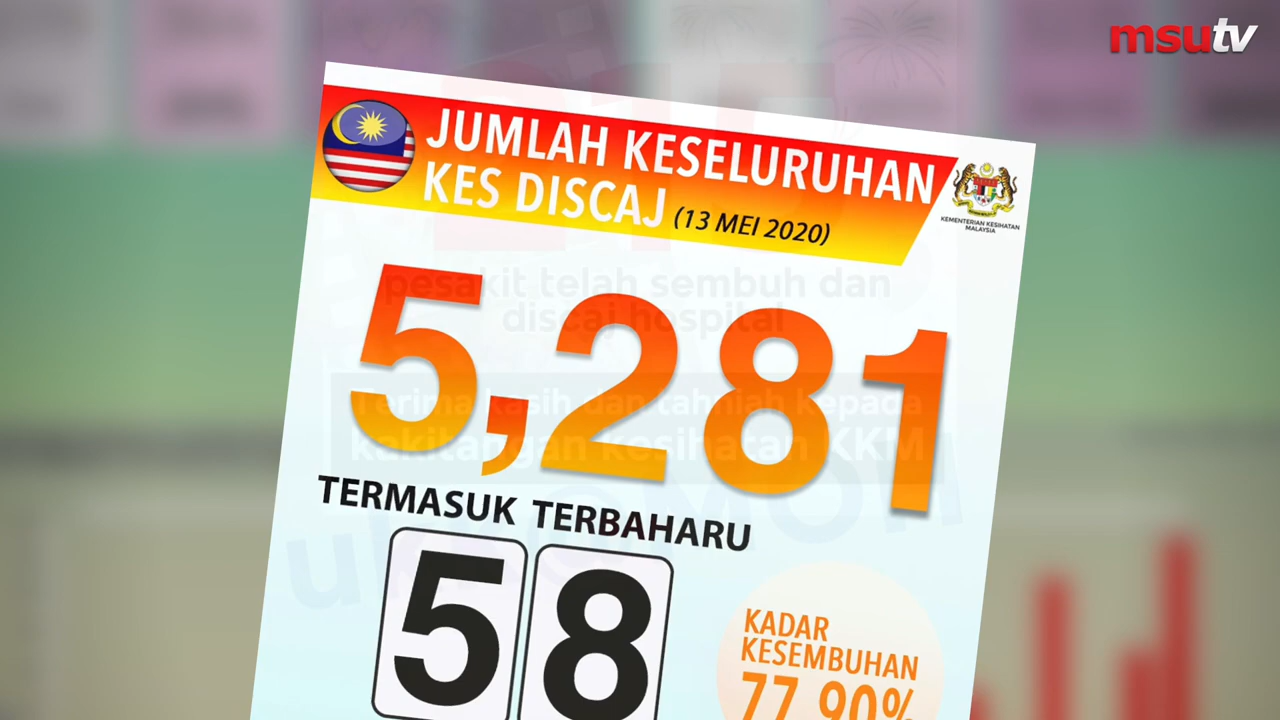 msutv
JUMLAH KESELURUHAN
KES DISCAJ (13 MEI 2020)
KEMENTERIAN KESIHATAN
MALAYSIA
5,281
pesakit telah sembuh dan
discaj hospital
Terima kasih dan tahniah kepada
kakitangan kesihatan KKM
TERMASUK TERBAHARU
58
KADAR
KESEMBUHAN
77.90%